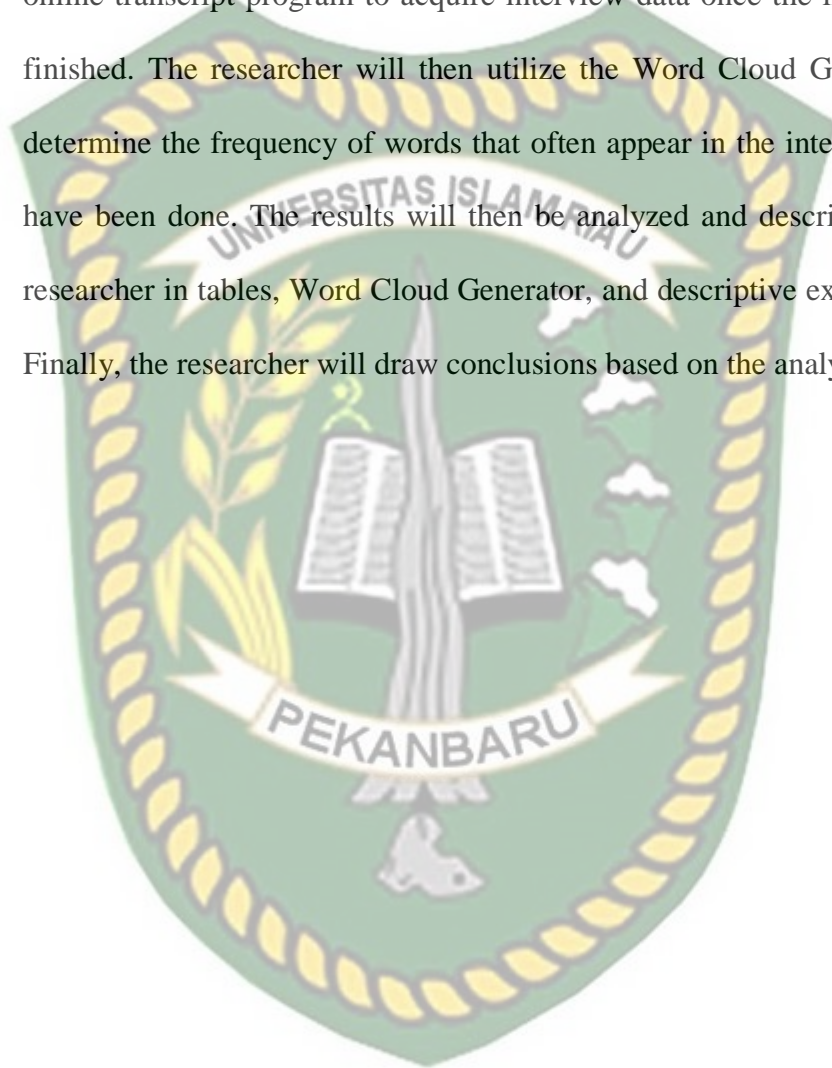 online transcript program to acquire interview data once the
finished. The researcher will then utilize the Word Cloud G
determine the frequency of words that often appear in the inte
have been done. The results will then be analyzed and descri
researcher in tables, Word Cloud Generator, and descriptive ex
Finally, the researcher will draw conclusions based on the analy
UNIVERSITAS ISLAM RIAU
PEKANBARU